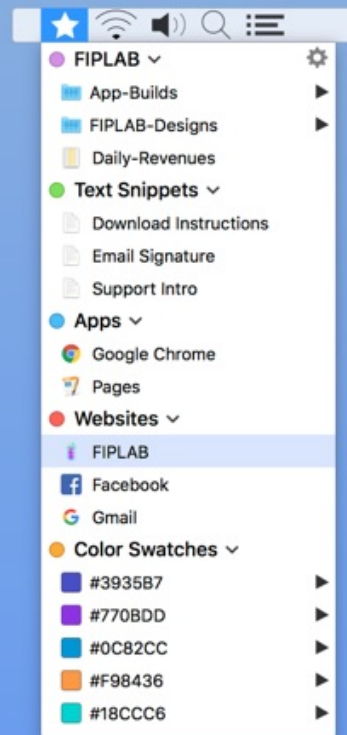 FIPLAB
App-Builds
FIPLAB-Designs
Daily-Revenues
Text Snippets
Download Instructions
Email Signature
Support Intro
Apps
Google Chrome
Pages
Websites
FIPLAB
Facebook
Gmail
Color Swatches
#3935B7
#770BDD
#0C82CC
#F98436
#18CCC6